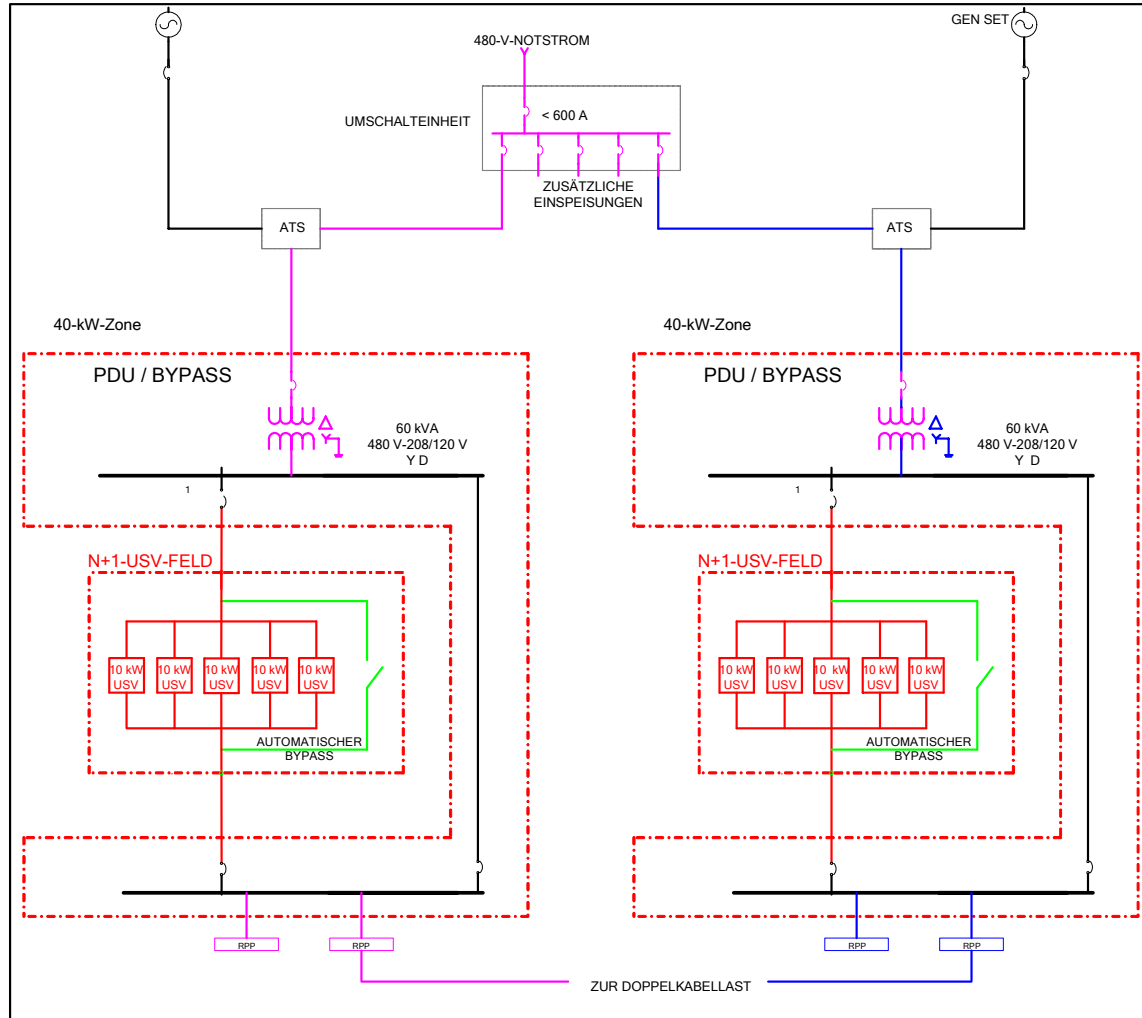 GEN SET
480-V-NOTSTROM
< 600 A
UMSCHALTEINHEIT
ZUSÄTZLICHE
EINSPEISUNGEN
ATS
ATS
40-kW-Zone
PDU / BYPASS
60 kVA
480 V-208/120 V
Y D
1
N+1-USV-FELD
10 kW
USV
10 kW
USV
10 kW
USV
10 kW
USV
10 kW
USV
AUTOMATISCHER
BYPASS
RPP
RPP
40-kW-Zone
PDU / BYPASS
60 kVA
480 V-208/120 V
Y D
1
N+1-USV-FELD
10 kW
USV
10 kW
USV
10 kW
USV
10 kW
USV
10 kW
USV
AUTOMATISCHER
BYPASS
RPP
RPP
ZUR DOPPELKABELLAST